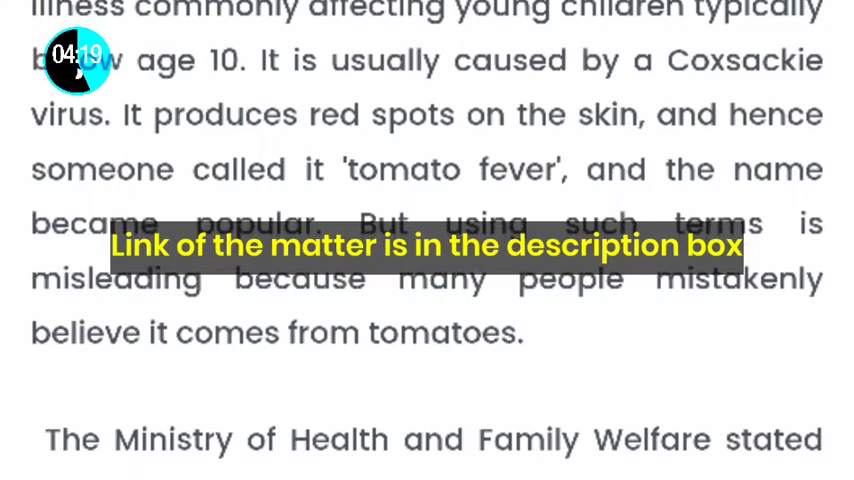 illness commonly affecting young children typically
04:19
below age 10. It is usually caused by a Coxsackie
virus. It produces red spots on the skin, and hence
someone called it 'tomato fever', and the name
became popular. But using such terms is
Link of the matter is in the description box
misleading because many people mistakenly
believe it comes from tomatoes.
The Ministry of Health and Family Welfare stated